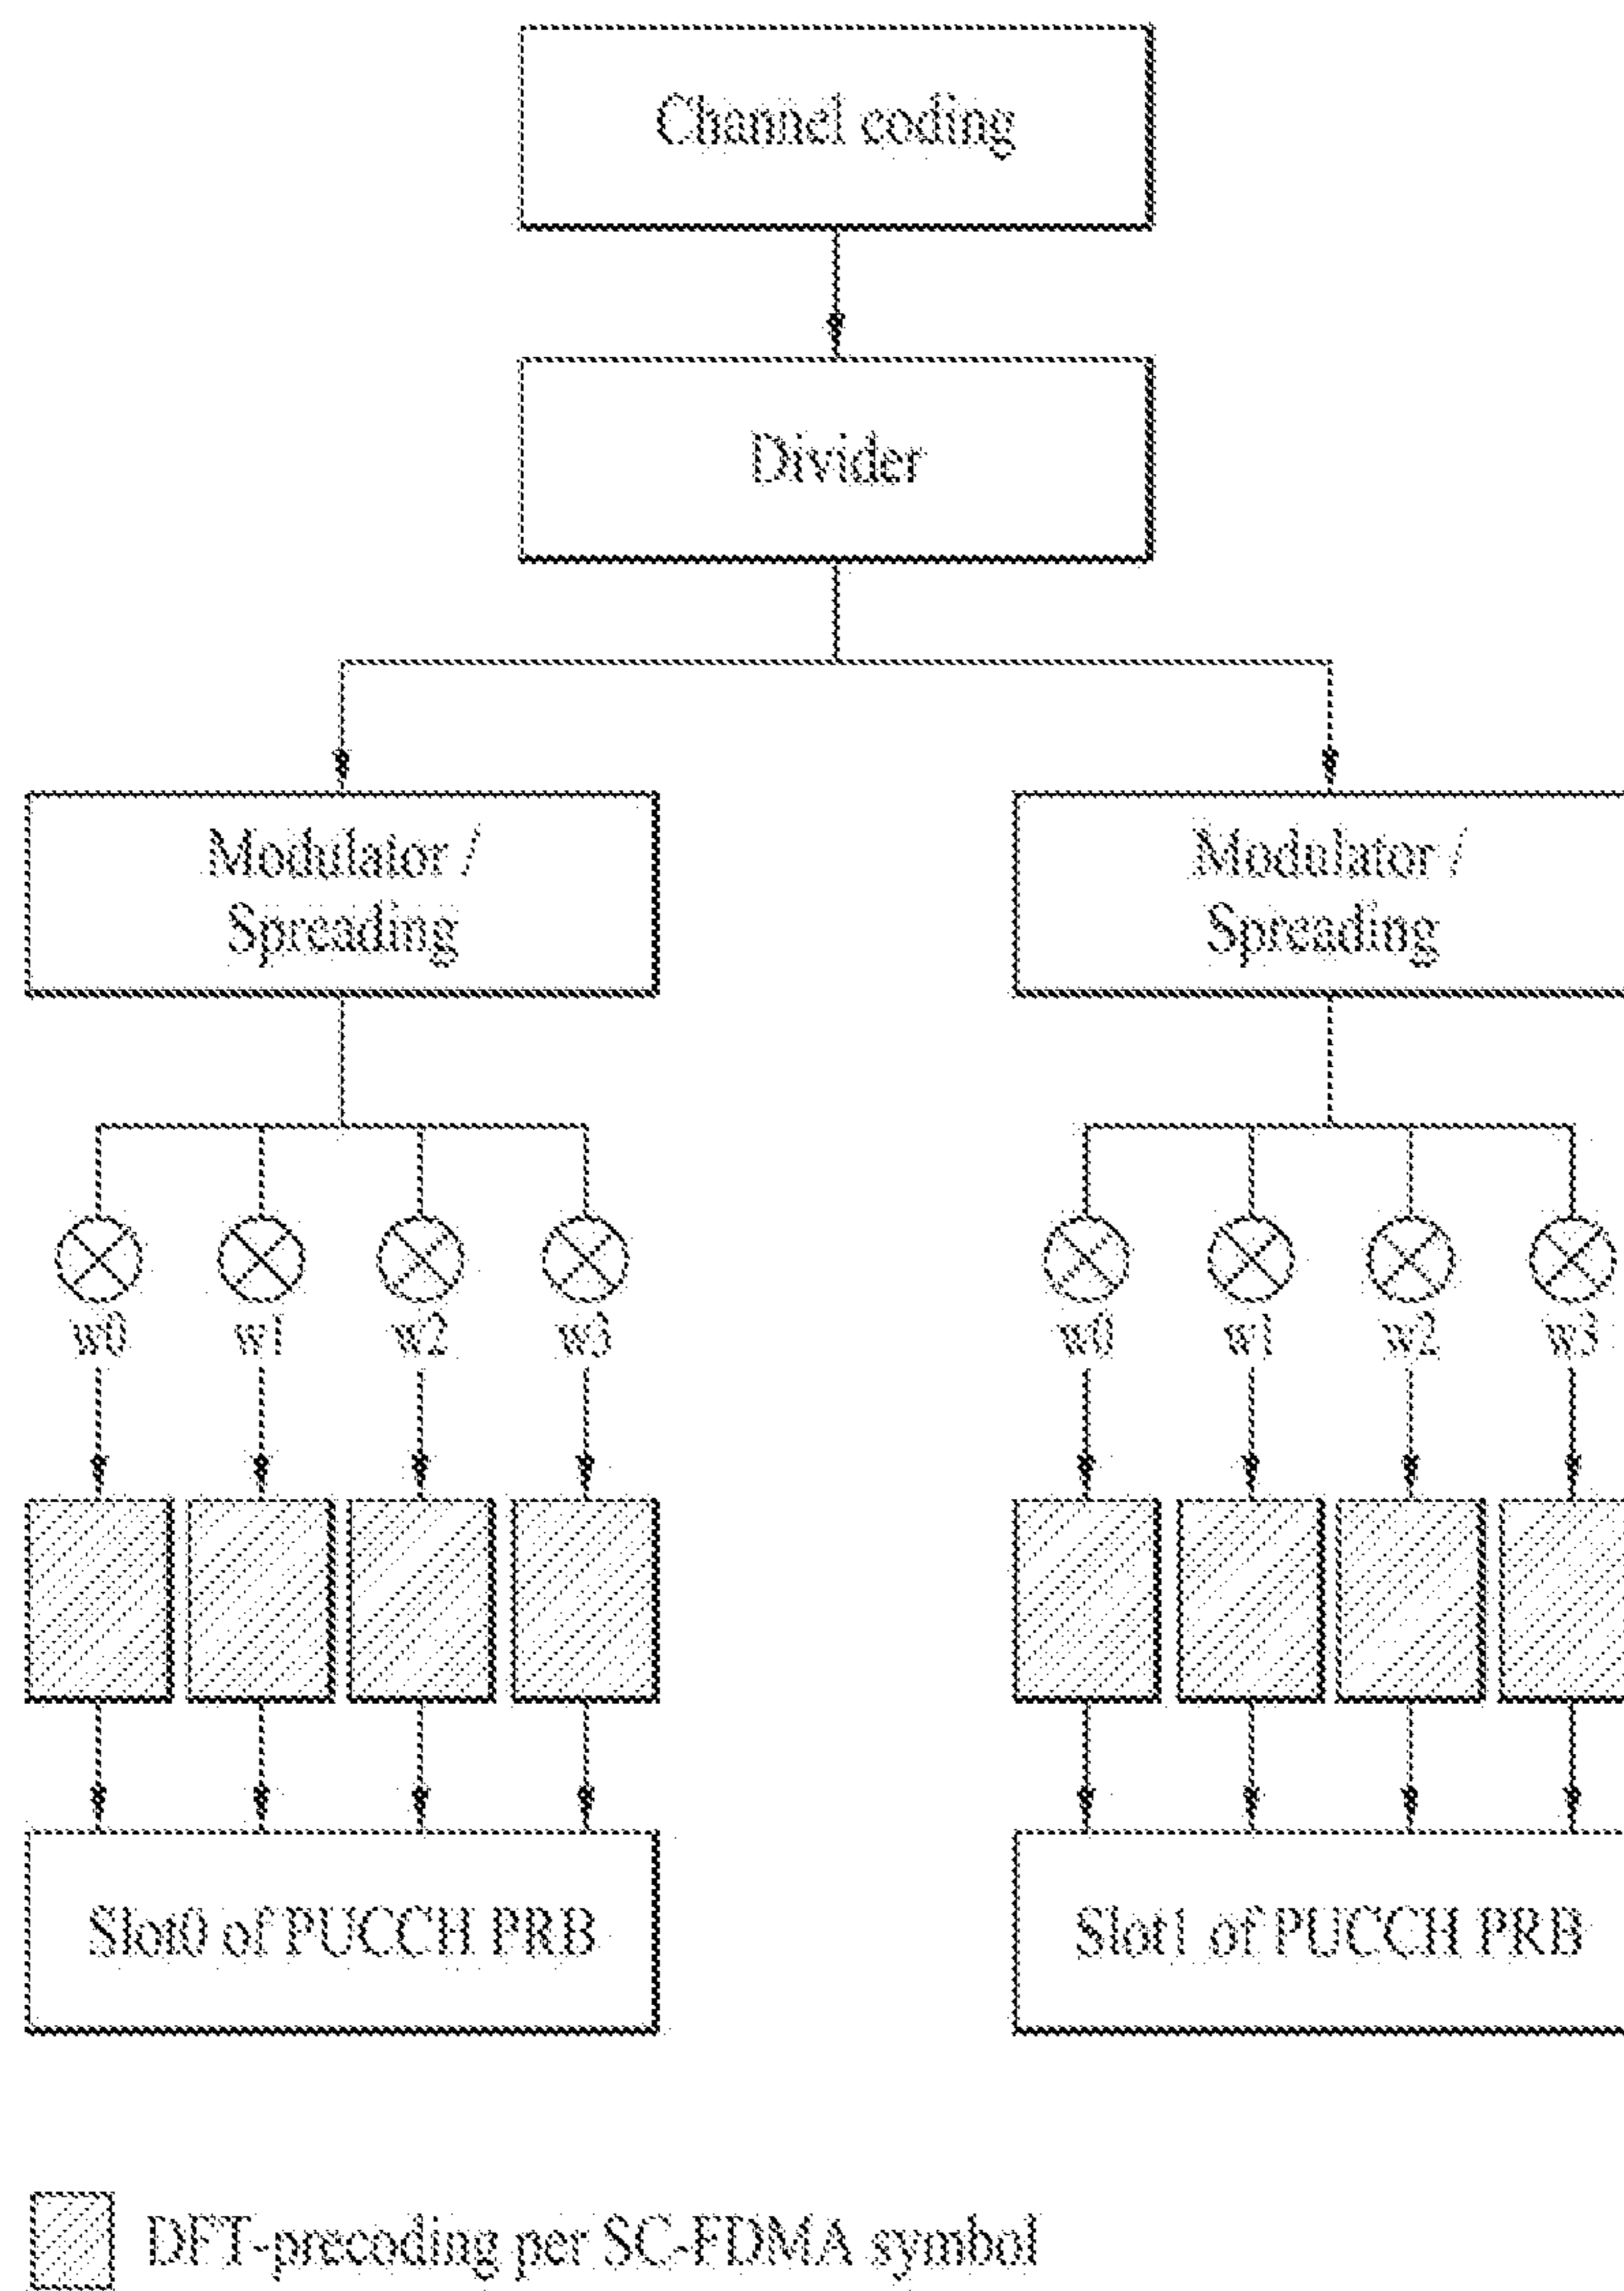 Channel coding
Divider
Modulator /
Spreading
Modulator /
Spreading
w0 w1 w2 w3
w0 w1 w2 w3
Slot0 of PUCCH PRB
Slot1 of PUCCH PRB
DFT-precoding per SC-FDMA symbol